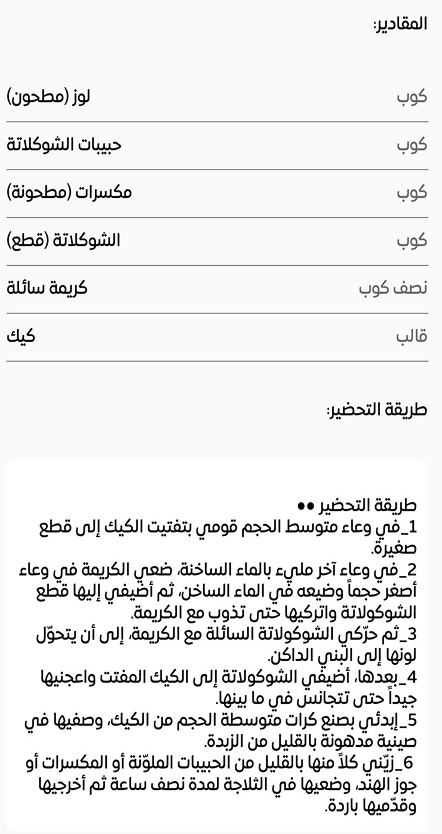 المقادير:
كوب لوز (مطحون)
كوب حبيبات الشوكلاتة
كوب مكسرات (مطحونة)
كوب الشوكلاتة (قطع)
نصف كوب كريمة سائلة
قالب كيك
طريقة التحضير:
طريقة التحضير ●●
1_في وعاء متوسط الحجم قومي بتفتيت الكيك إلى قطع
صغيرة.
2_في وعاء آخر مليء بالماء الساخنة، ضعي الكريمة في وعاء
أصغر حجماً وضيعه في الماء الساخن، ثم أضيفي إليها قطع
الشوكولاتة واتركيها حتى تذوب مع الكريمة.
3_ثم حرّكي الشوكولاتة السائلة مع الكريمة، إلى أن يتحوّل
لونها إلى البني الداكن.
4_بعدها، أضيفي الشوكولاتة إلى الكيك المفتت واعجنيها
جيداً حتى تتجانس في ما بينها.
5_إبدئي بصنع كرات متوسطة الحجم من الكيك، وصفيها في
صينية مدهونة بالقليل من الزبدة.
6_زيّني كلاً منها بالقليل من الحبيبات الملوّنة أو المكسرات أو
جوز الهند، وضعيها في الثلاجة لمدة نصف ساعة ثم أخرجيها
وقدّميها باردة.